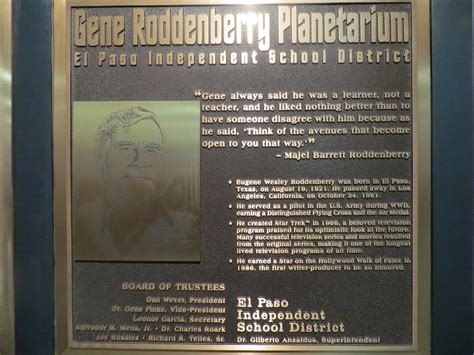 Gene Roddenberry Planetarium
El Paso Independent School District
"Gene always said he was a learner, not a
teacher, and he liked nothing better than to
have someone disagree with him because as
he said, 'Think of the avenues that become
open to you that way.'"
– Majel Barrett Roddenberry
• Eugene Wesley Roddenberry was born in El Paso,
Texas, on August 19, 1921. He passed away in Los
Angeles, California, on October 24, 1991.
• He served as a pilot in the U.S. Army during WWII,
earning a Distinguished Flying Cross and the Air Medal.
• He created Star Trek™ in 1966, a beloved television
program praised for its optimistic look at the future.
Many successful television series and movies resulted
from the original series, making it one of the longest
lived television programs of all time.
• He earned a Star on the Hollywood Walk of Fame in
1986, the first writer-producer to be so honored.
BOARD OF TRUSTEES
Dan Wever, President
Dr. Gene Finke, Vice-President
Leonor Garcia, Secretary
Salvador M. Mena, Jr. • Dr. Charles Roark
Joe Rosales • Richard R. Telles, Sr.
El Paso
Independent
School District
Dr. Gilberto Anzaldua, Superintendent